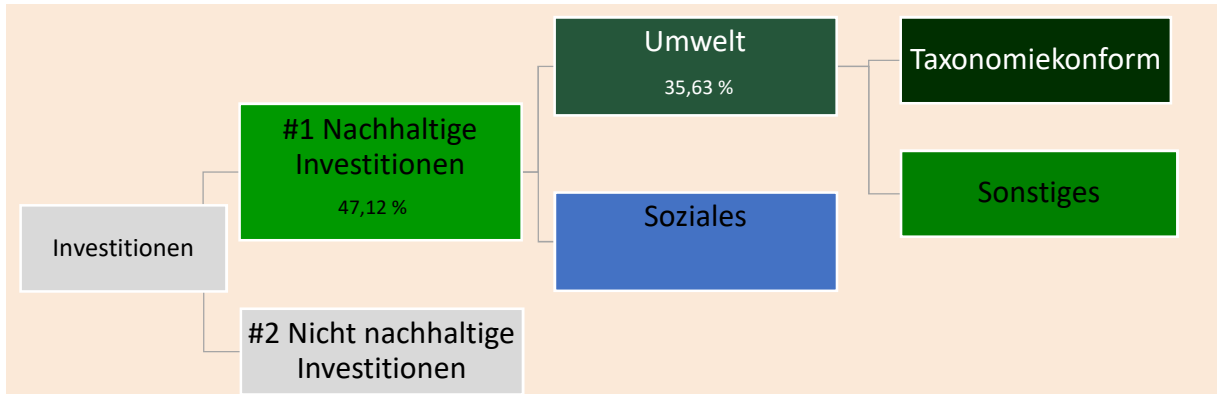 Umwelt
35,63 %
Taxonomiekonform
#1 Nachhaltige
Investitionen
47,12 %
Sonstiges
Soziales
Investitionen
#2 Nicht nachhaltige
Investitionen